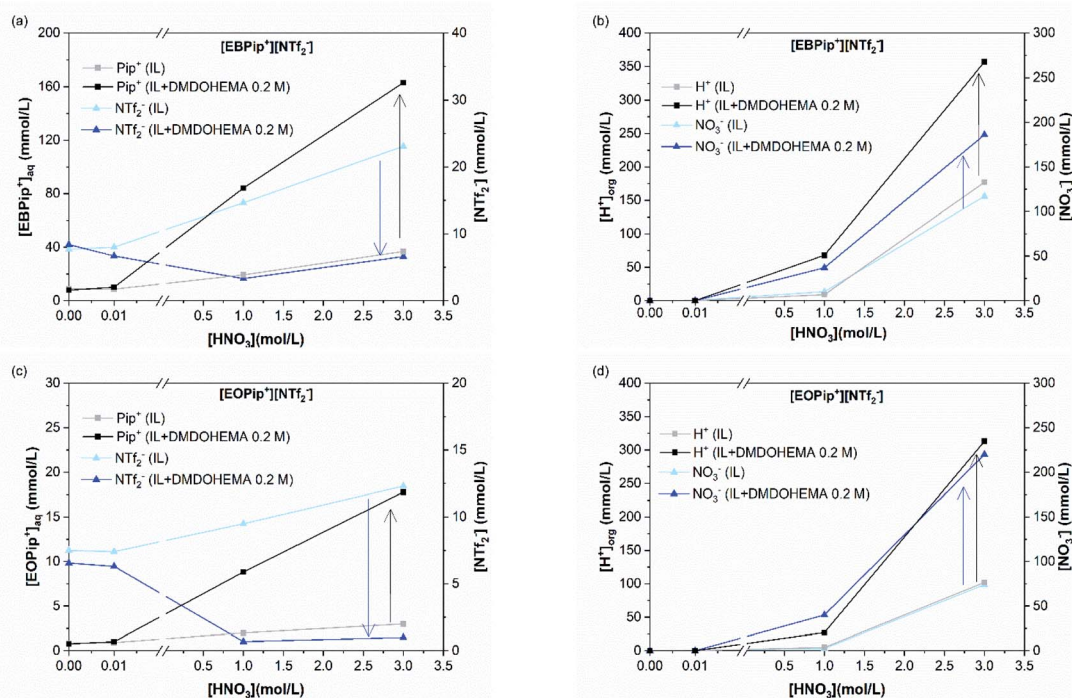 (a)
[EBPip⁺][NTf₂⁻]
Pip⁺ (IL)
Pip⁺ (IL+DMDOHEMA 0.2 M)
NTf₂⁻ (IL)
NTf₂⁻ (IL+DMDOHEMA 0.2 M)
[EBPip⁺]aq (mmol/L)
200
160
120
80
40
0
[NTf₂⁻] (mmol/L)
40
30
20
10
0
0.00 0.01 1.0 1.5 2.0 2.5 3.0 3.5
[HNO₃](mol/L)
(b)
[EBPip⁺][NTf₂⁻]
H⁺ (IL)
H⁺ (IL+DMDOHEMA 0.2 M)
NO₃⁻ (IL)
NO₃⁻ (IL+DMDOHEMA 0.2 M)
[H⁺]org (mmol/L)
400
350
300
250
200
150
100
50
0
[NO₃⁻] (mmol/L)
300
250
200
150
100
50
0
0.00 0.01 1.0 1.5 2.0 2.5 3.0 3.5
[HNO₃](mol/L)
(c)
[EOPip⁺][NTf₂⁻]
Pip⁺ (IL)
Pip⁺ (IL+DMDOHEMA 0.2 M)
NTf₂⁻ (IL)
NTf₂⁻ (IL+DMDOHEMA 0.2 M)
[EOPip⁺]aq (mmol/L)
30
25
20
15
10
5
0
[NTf₂⁻] (mmol/L)
20
15
10
5
0
0.00 0.01 1.0 1.5 2.0 2.5 3.0 3.5
[HNO₃](mol/L)
(d)
[EOPip⁺][NTf₂⁻]
H⁺ (IL)
H⁺ (IL+DMDOHEMA 0.2 M)
NO₃⁻ (IL)
NO₃⁻ (IL+DMDOHEMA 0.2 M)
[H⁺]org (mmol/L)
400
350
300
250
200
150
100
50
0
[NO₃⁻] (mmol/L)
300
250
200
150
100
50
0
0.00 0.01 1.0 1.5 2.0 2.5 3.0 3.5
[HNO₃](mol/L)